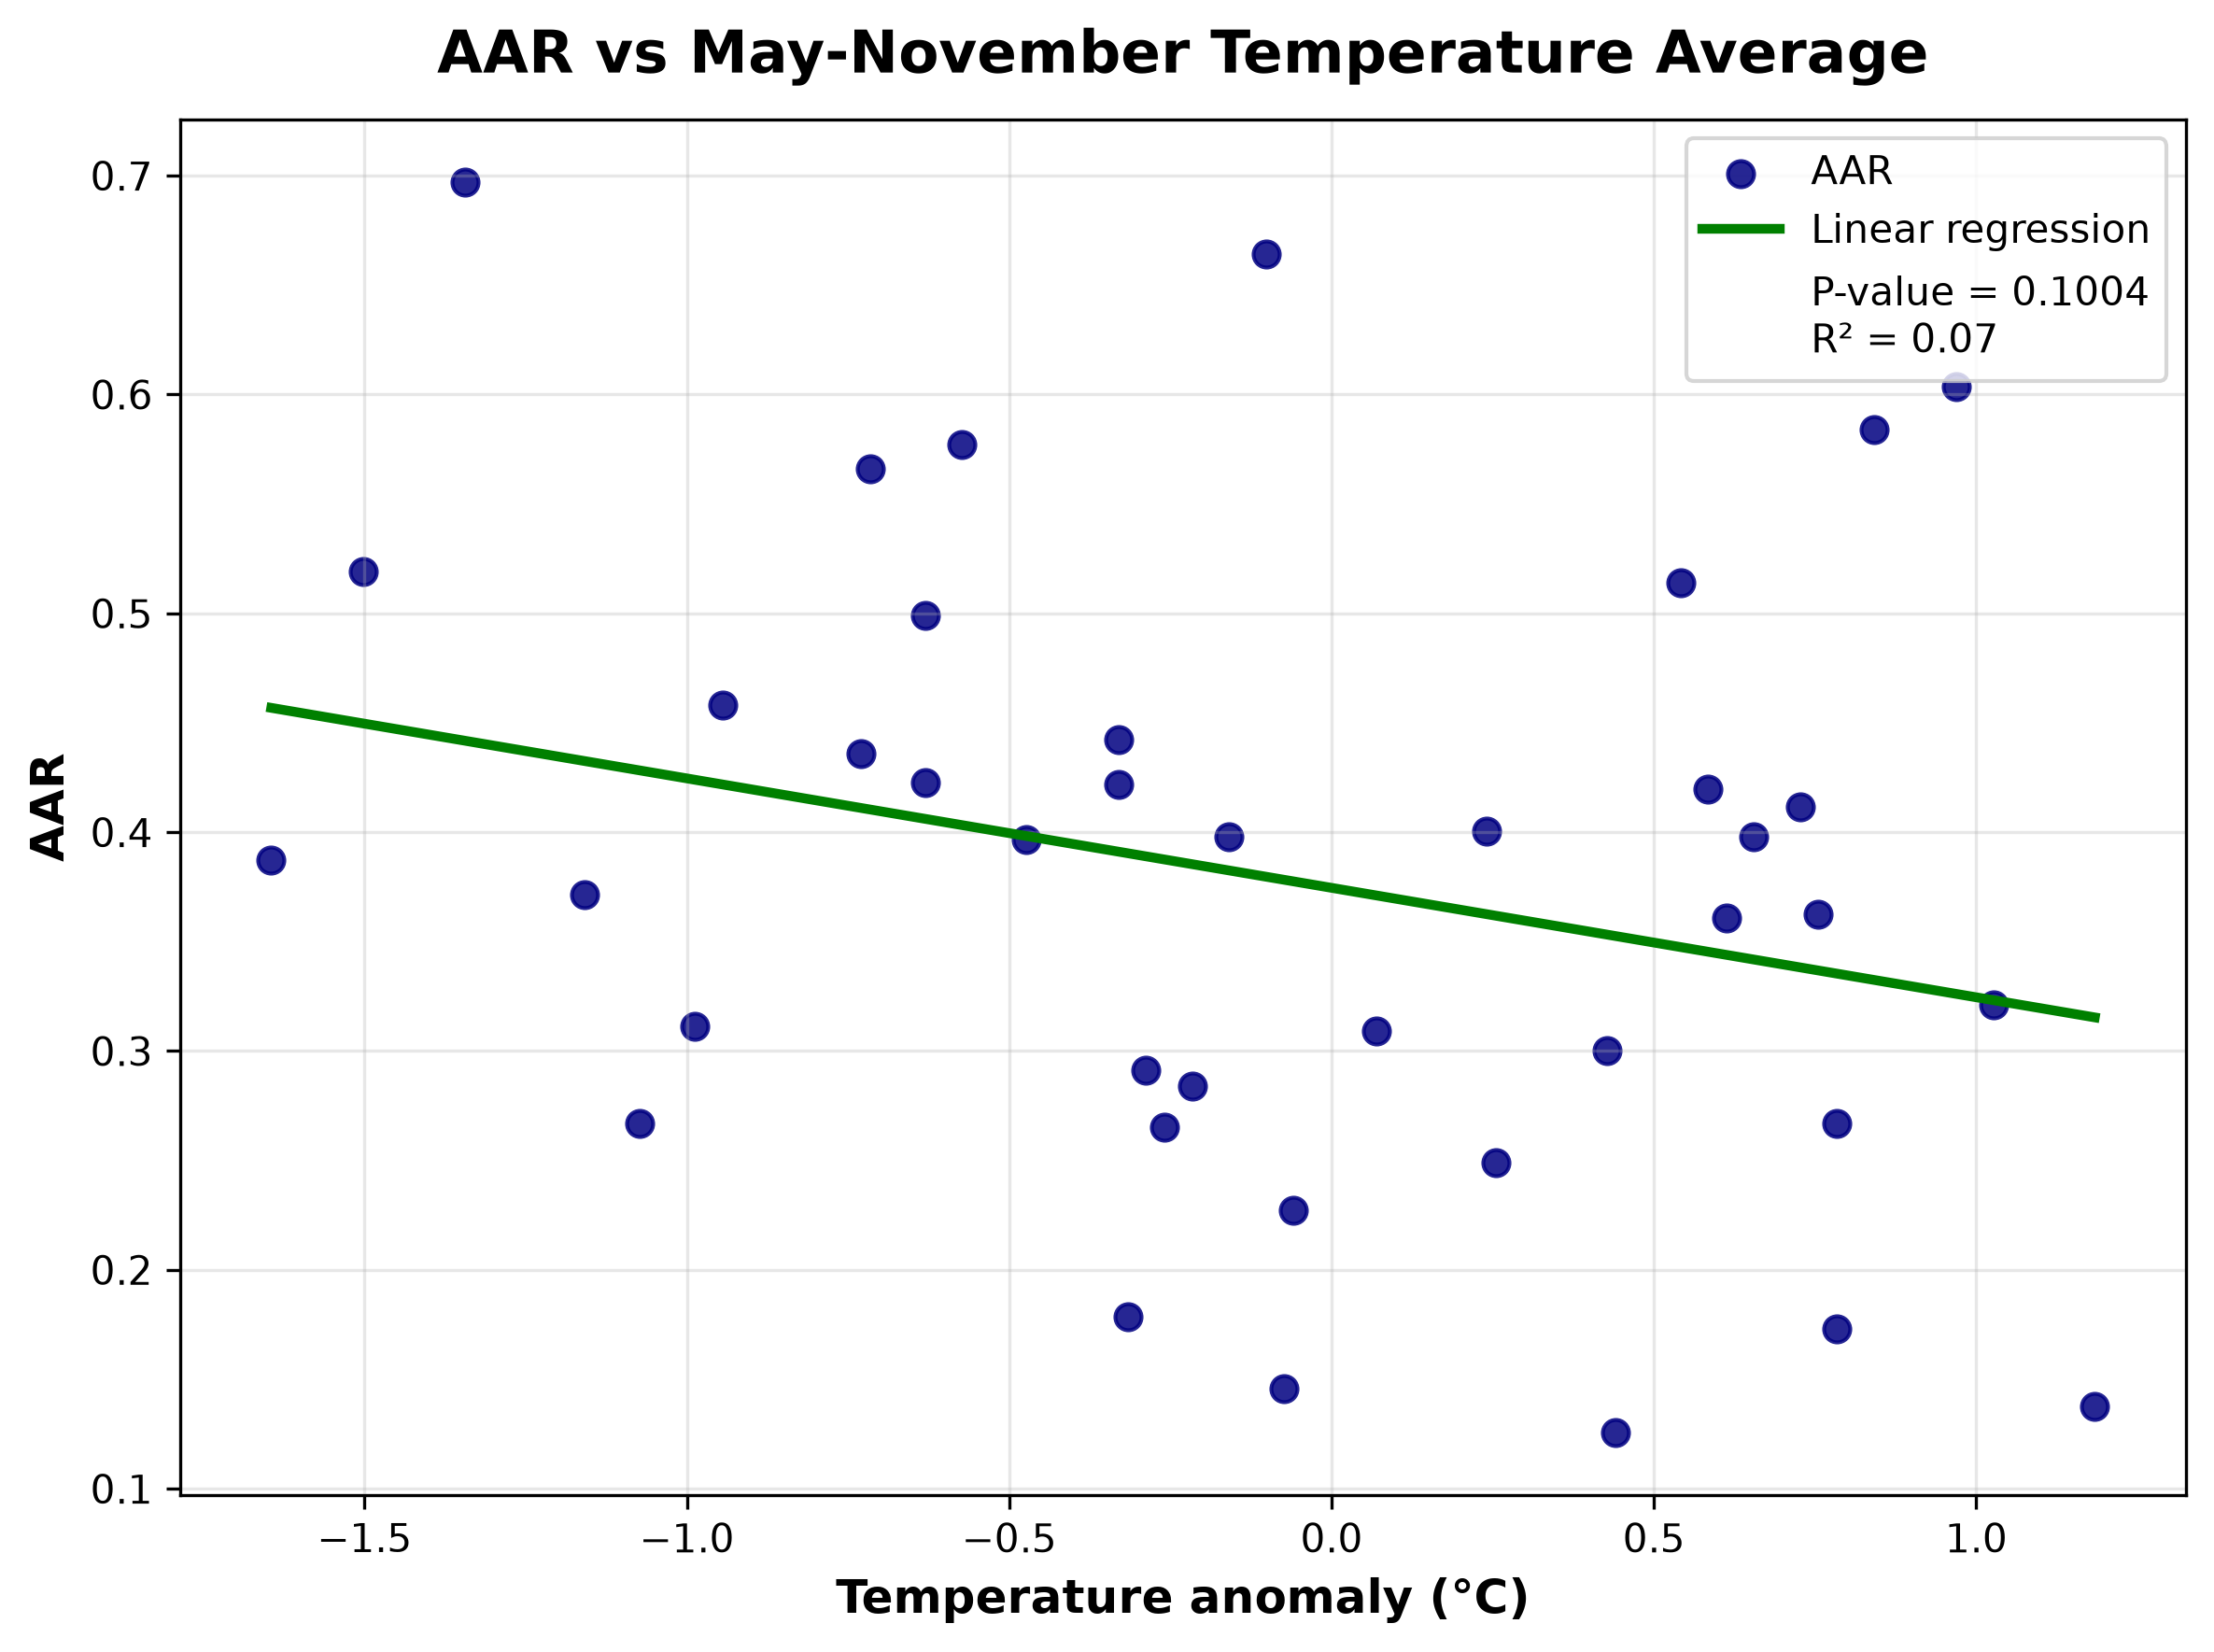 AAR vs May-November Temperature Average
AAR
Linear regression
P-value = 0.1004
R² = 0.07
0.7
0.6
0.5
0.4
0.3
0.2
0.1
AAR
−1.5
−1.0
−0.5
0.0
0.5
1.0
Temperature anomaly (°C)